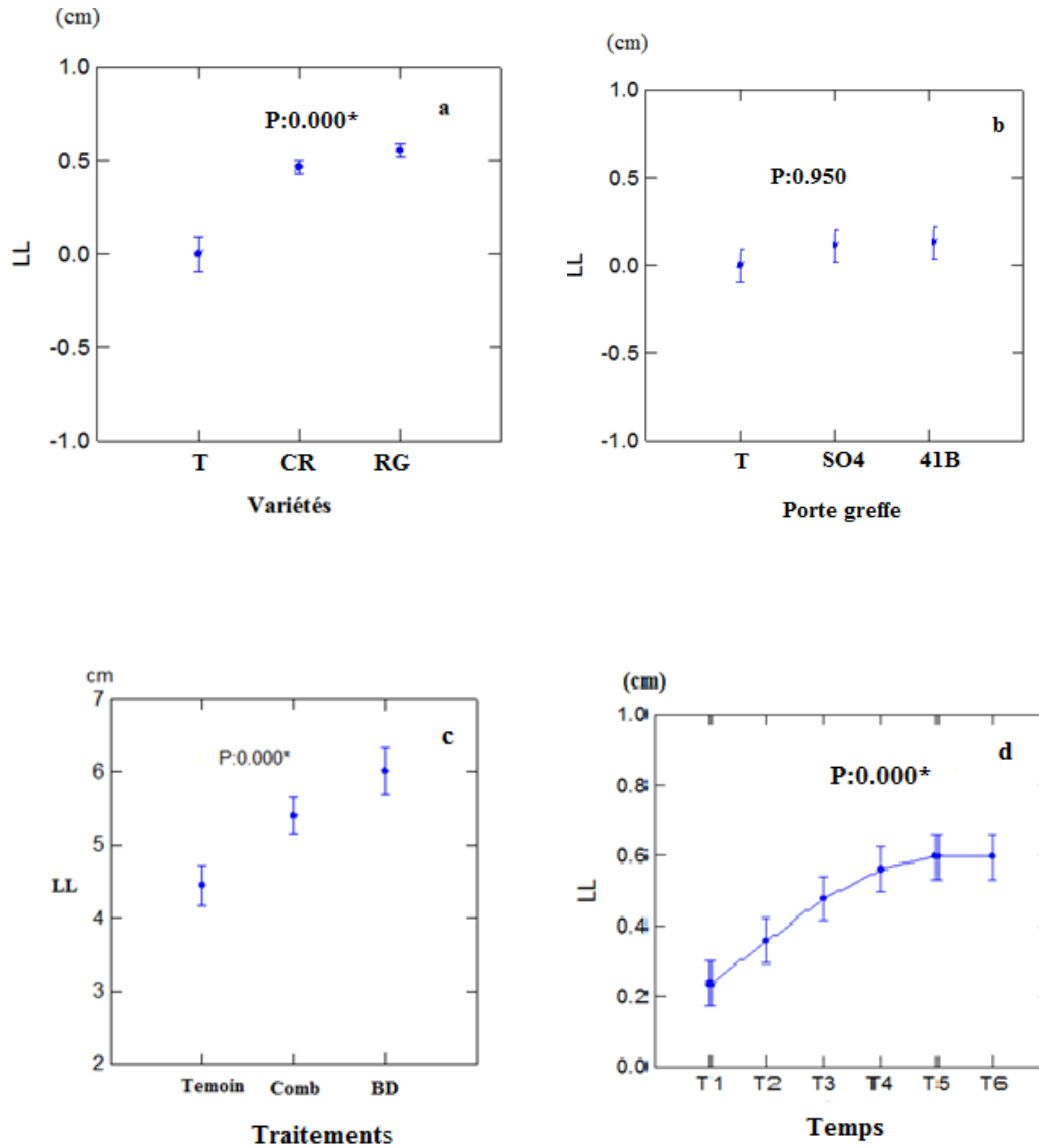 (cm)
1.0
0.5
0.0
-0.5
-1.0
LL
P:0.000*
a
T CR RG
Variétés
(cm)
1.0
0.5
0.0
-0.5
-1.0
LL
P:0.950
b
T SO4 41B
Porte greffe
cm
7
6
5
4
3
2
LL
P:0.000*
c
Temoin Comb BD
Traitements
(cm)
1.0
0.8
0.6
0.4
0.2
0.0
LL
P:0.000*
d
T1 T2 T3 T4 T5 T6
Temps